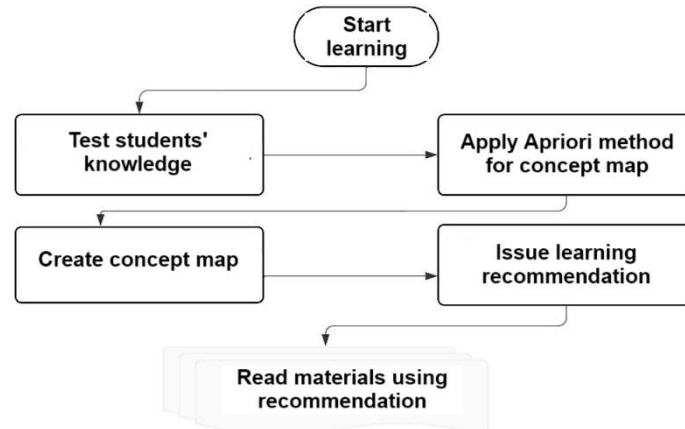 Start
learning
Test students'
knowledge
Apply Apriori method
for concept map
Create concept map
Issue learning
recommendation
Read materials using
recommendation